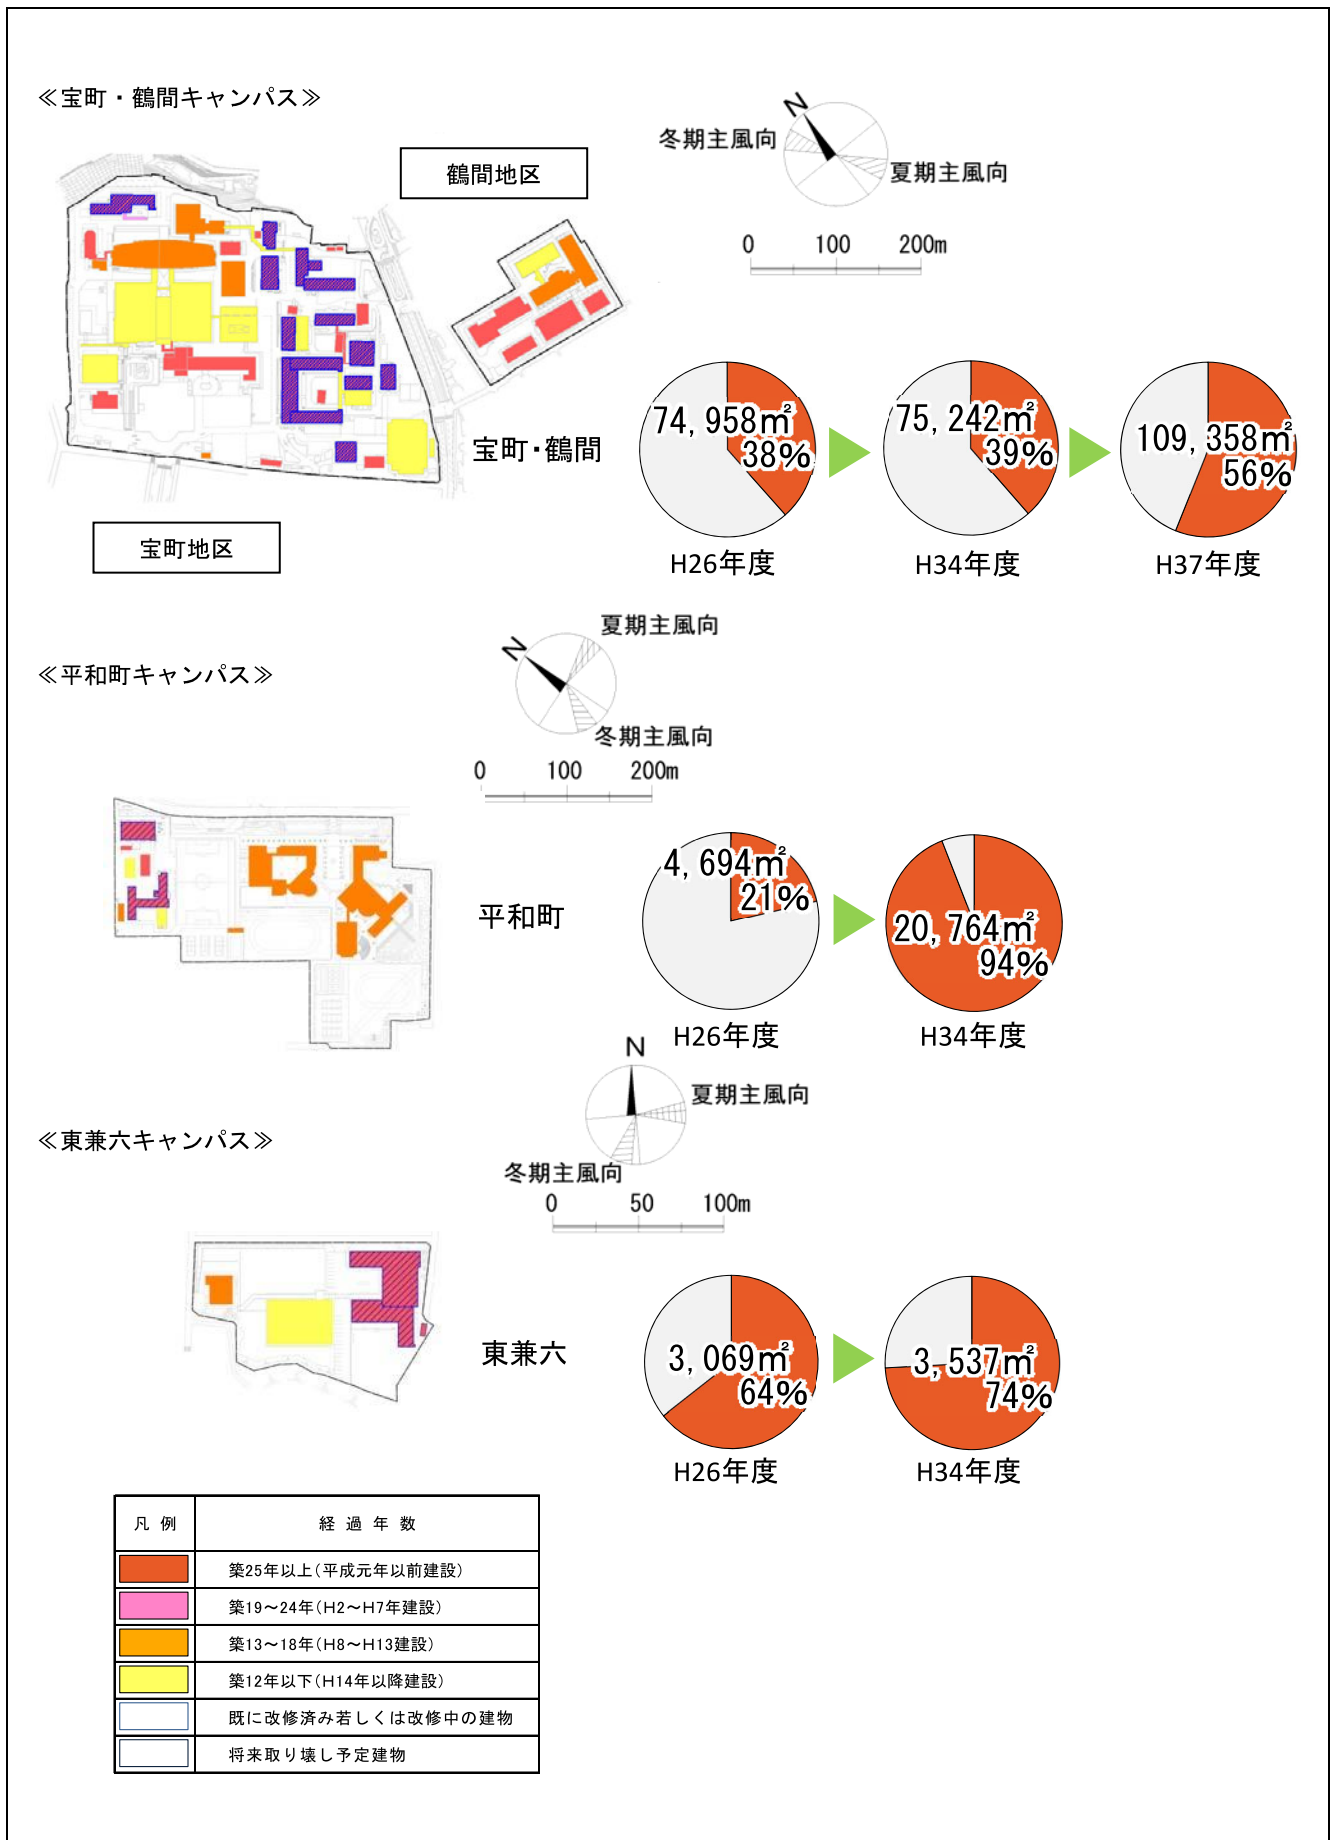 ≪宝町・鶴間キャンパス≫
N
冬期主風向
夏期主風向
鶴間地区
0 100 200m
宝町・鶴間
74,958㎡
38%
75,242㎡
39%
109,358㎡
56%
H26年度
H34年度
H37年度
宝町地区
≪平和町キャンパス≫
夏期主風向
N
冬期主風向
0 100 200m
平和町
4,694㎡
21%
20,764㎡
94%
H26年度
H34年度
≪東兼六キャンパス≫
N
夏期主風向
冬期主風向
0 50 100m
東兼六
3,069㎡
64%
3,537㎡
74%
H26年度
H34年度
凡 例 経 過 年 数
築25年以上(平成元年以前建設)
築19～24年(H2～H7年建設)
築13～18年(H8～H13建設)
築12年以下(H14年以降建設)
既に改修済み若しくは改修中の建物
将来取り壊し予定建物